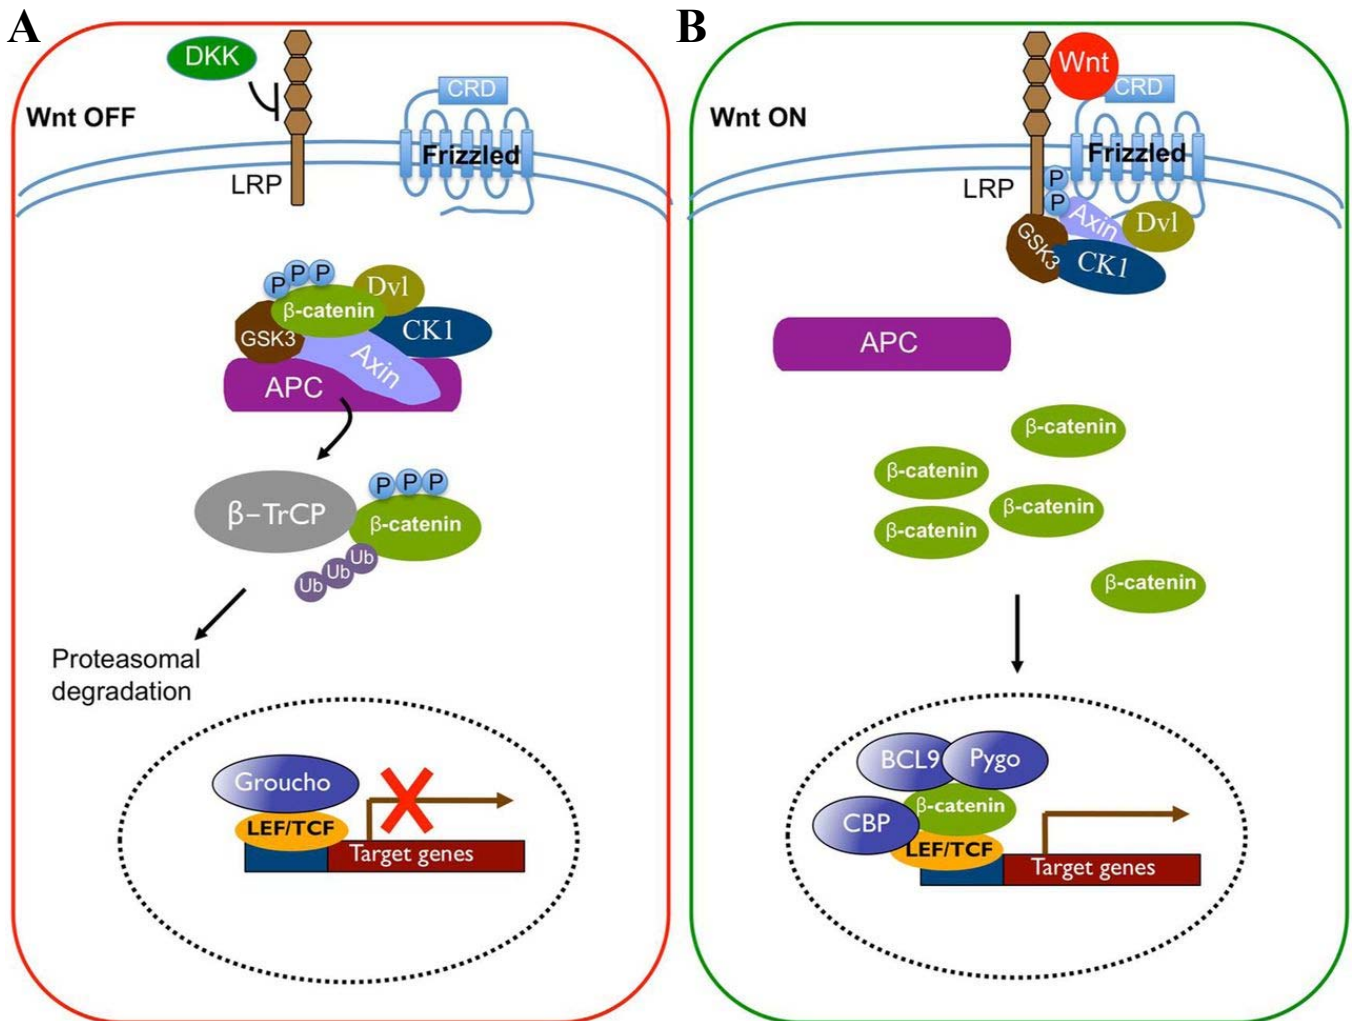 A
DKK
CRD
Wnt OFF
Frizzled
LRP
P P P
Dvl
β-catenin
GSK3
CK1
Axin
APC
P P P
β-TrCP
β-catenin
Ub Ub Ub
Proteasomal
degradation
Groucho
LEF/TCF
Target genes
B
Wnt
CRD
Wnt ON
Frizzled
LRP
P
P
Axin
Dvl
GSK3
CK1
APC
β-catenin
β-catenin
β-catenin
β-catenin
β-catenin
BCL9
Pygo
β-catenin
CBP
LEF/TCF
Target genes